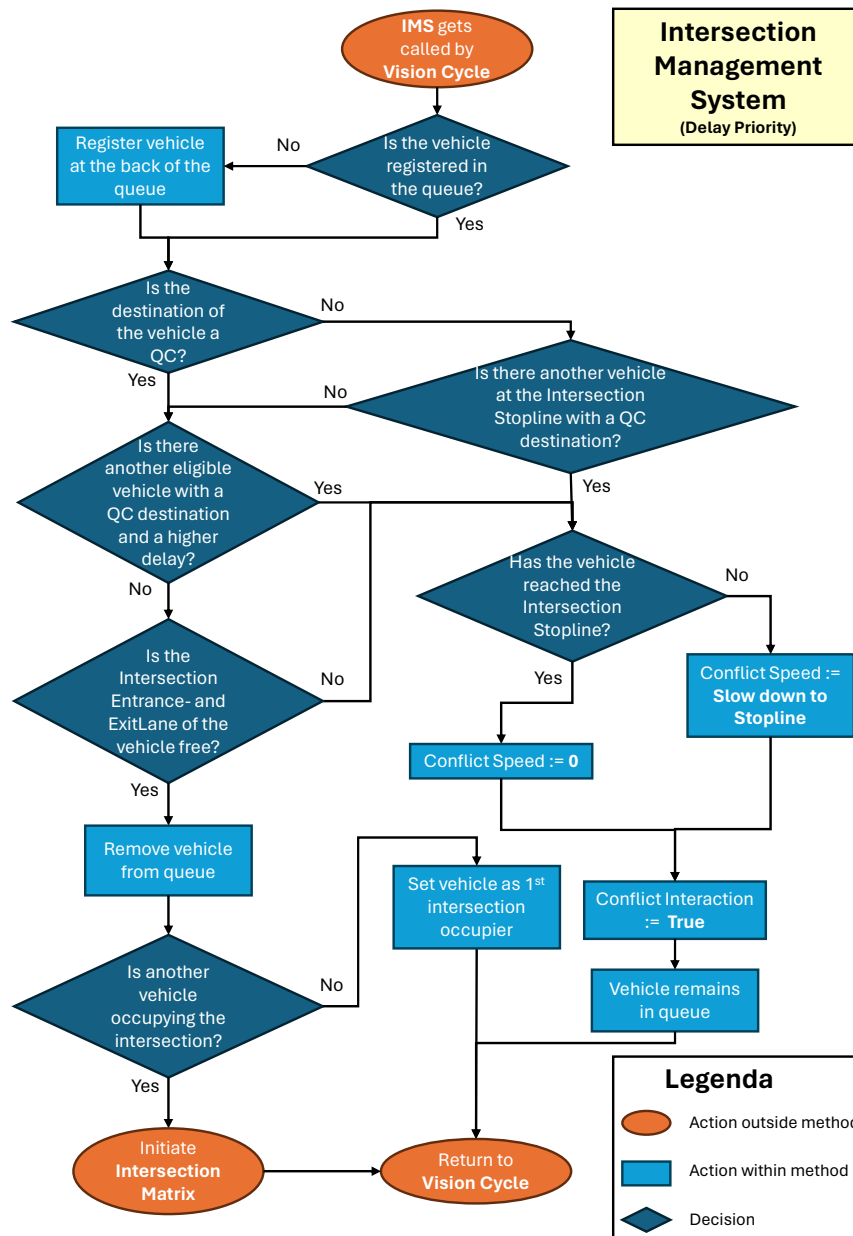 IMS gets
called by
Vision Cycle
Intersection
Management
System
(Delay Priority)
Register vehicle
at the back of the
queue
No
Is the vehicle
registered in
the queue?
Yes
Is the
destination of
the vehicle a
QC?
No
Yes
Is there another vehicle
at the Intersection
Stopline with a QC
destination?
No
Yes
Is there
another eligible
vehicle with a
QC destination
and a higher
delay?
Yes
No
Has the vehicle
reached the
Intersection
Stopline?
No
Yes
Is the
Intersection
Entrance- and
ExitLane of the
vehicle free?
No
Yes
Conflict Speed :=
Slow down to
Stopline
Conflict Speed := 0
Remove vehicle
from queue
Set vehicle as 1st
intersection
occupier
Conflict Interaction
:= True
Is another
vehicle
occupying the
intersection?
No
Yes
Vehicle remains
in queue
Initiate
Intersection
Matrix
Return to
Vision Cycle
Legenda
Action outside method
Action within method
Decision